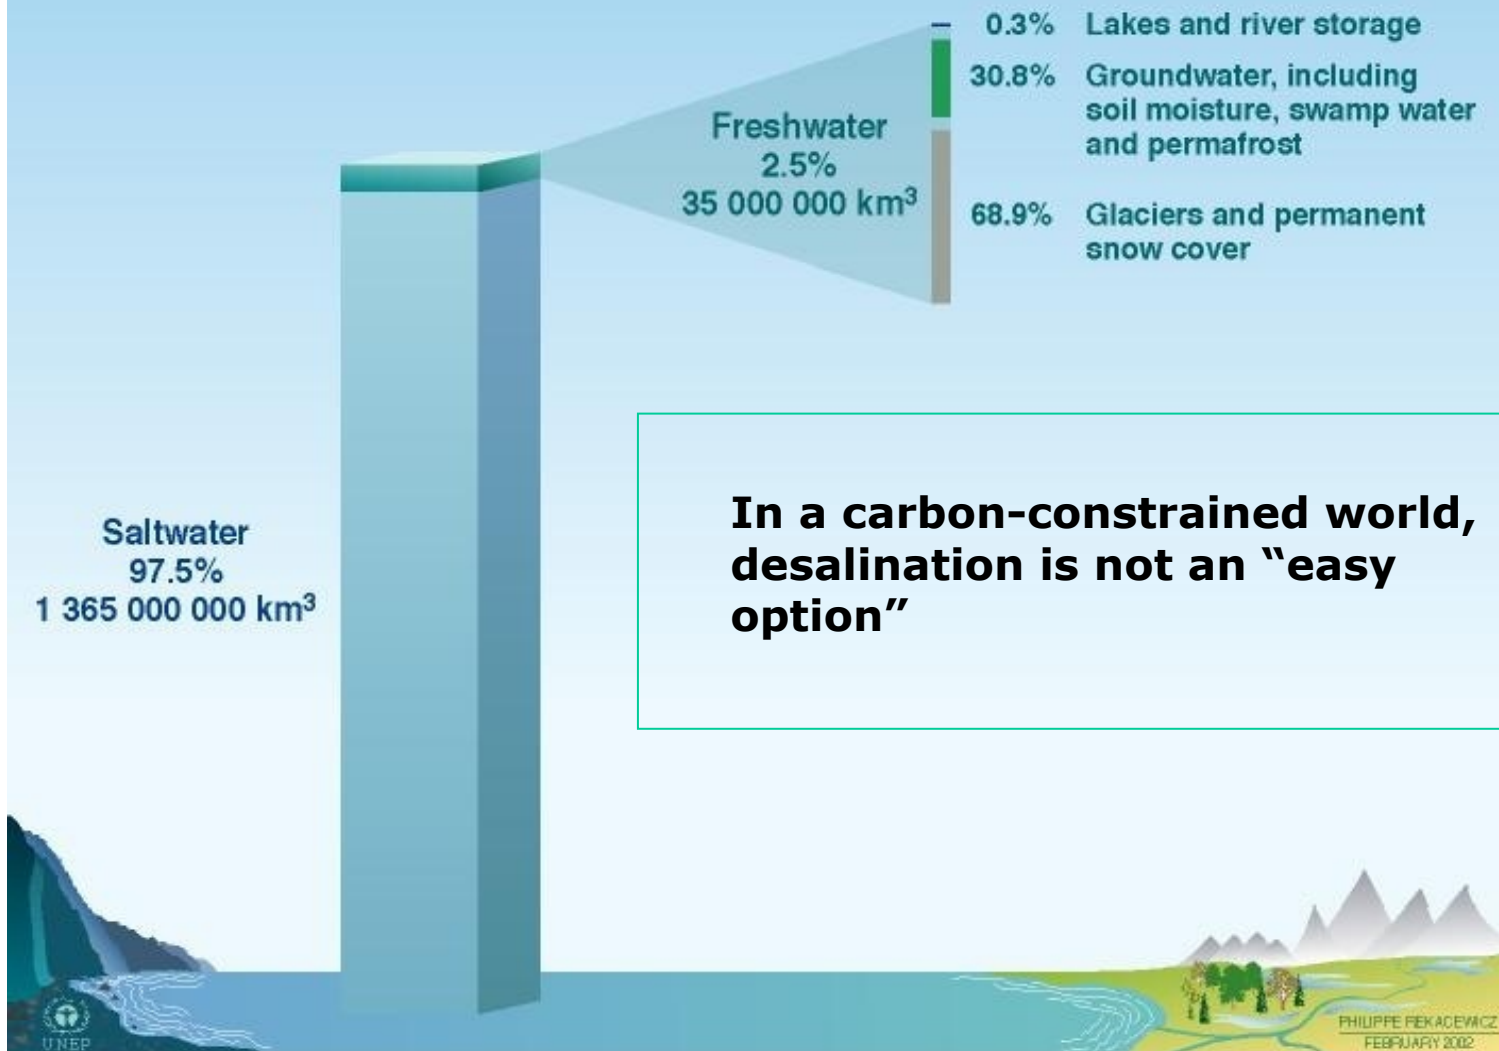 0.3% Lakes and river storage
30.8% Groundwater, including
soil moisture, swamp water
and permafrost
68.9% Glaciers and permanent
snow cover
Freshwater
2.5%
35 000 000 km³
Saltwater
97.5%
1 365 000 000 km³
In a carbon-constrained world,
desalination is not an “easy
option”
UNEP
PHILIPPE REKACEWICZ
FEBRUARY 2002